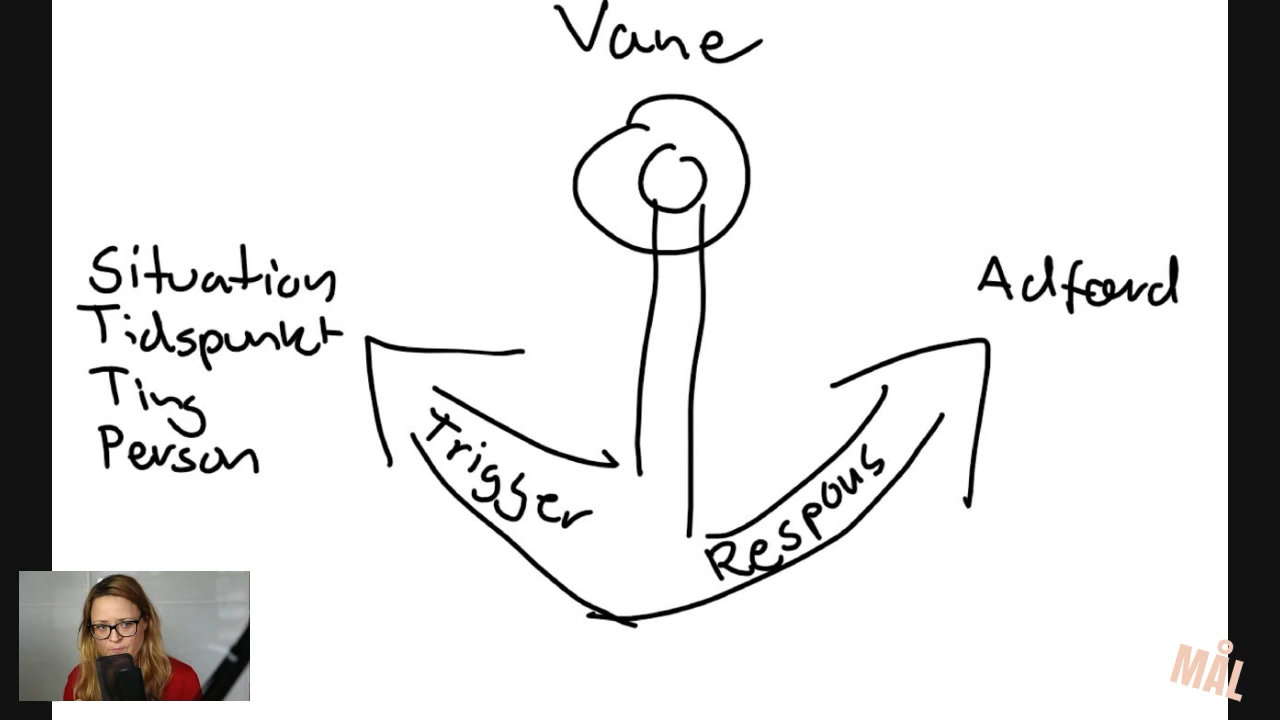 Vane
Situation
Tidspunkt
Ting
Person
Trigger
Respons
Adfærd
MÅL